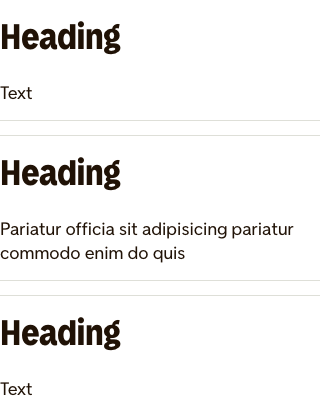 Heading
Text
Heading
Pariatur officia sit adipisicing pariatur
commodo enim do quis
Heading
Text